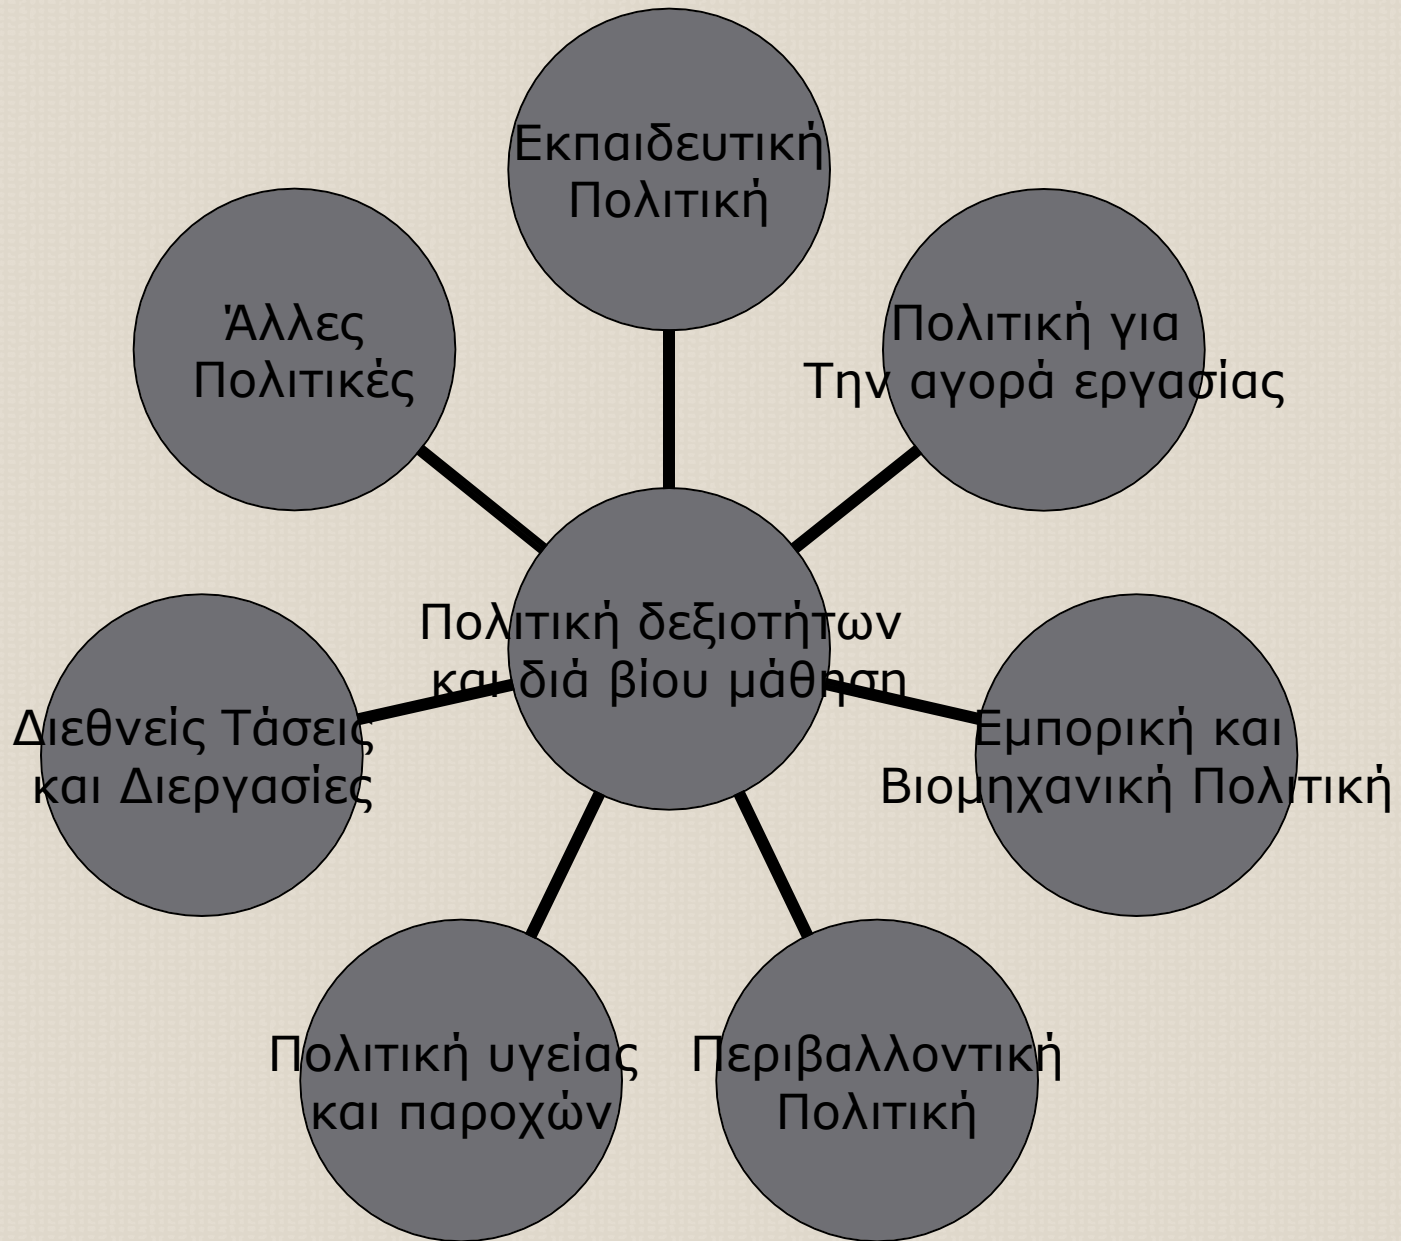 Εκπαιδευτική
Πολιτική
Άλλες
Πολιτικές
Πολιτική για
Την αγορά εργασίας
Πολιτική δεξιοτήτων
και διά βίου μάθηση
Διεθνείς Τάσεις
και Διεργασίες
Εμπορική και
Βιομηχανική Πολιτική
Πολιτική υγείας
και παροχών
Περιβαλλοντική
Πολιτική